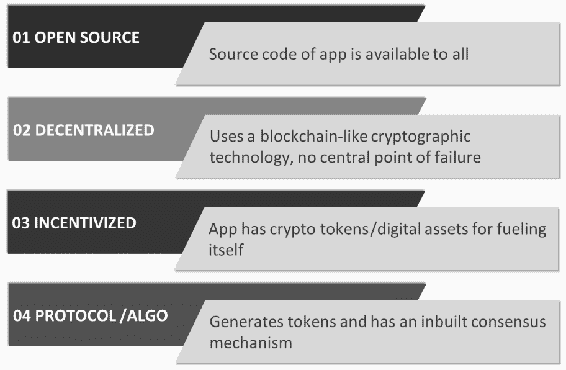 01 OPEN SOURCE
Source code of app is available to all
02 DECENTRALIZED
Uses a blockchain-like cryptographic
technology, no central point of failure
03 INCENTIVIZED
App has crypto tokens/digital assets for fueling
itself
04 PROTOCOL /ALGO
Generates tokens and has an inbuilt consensus
mechanism